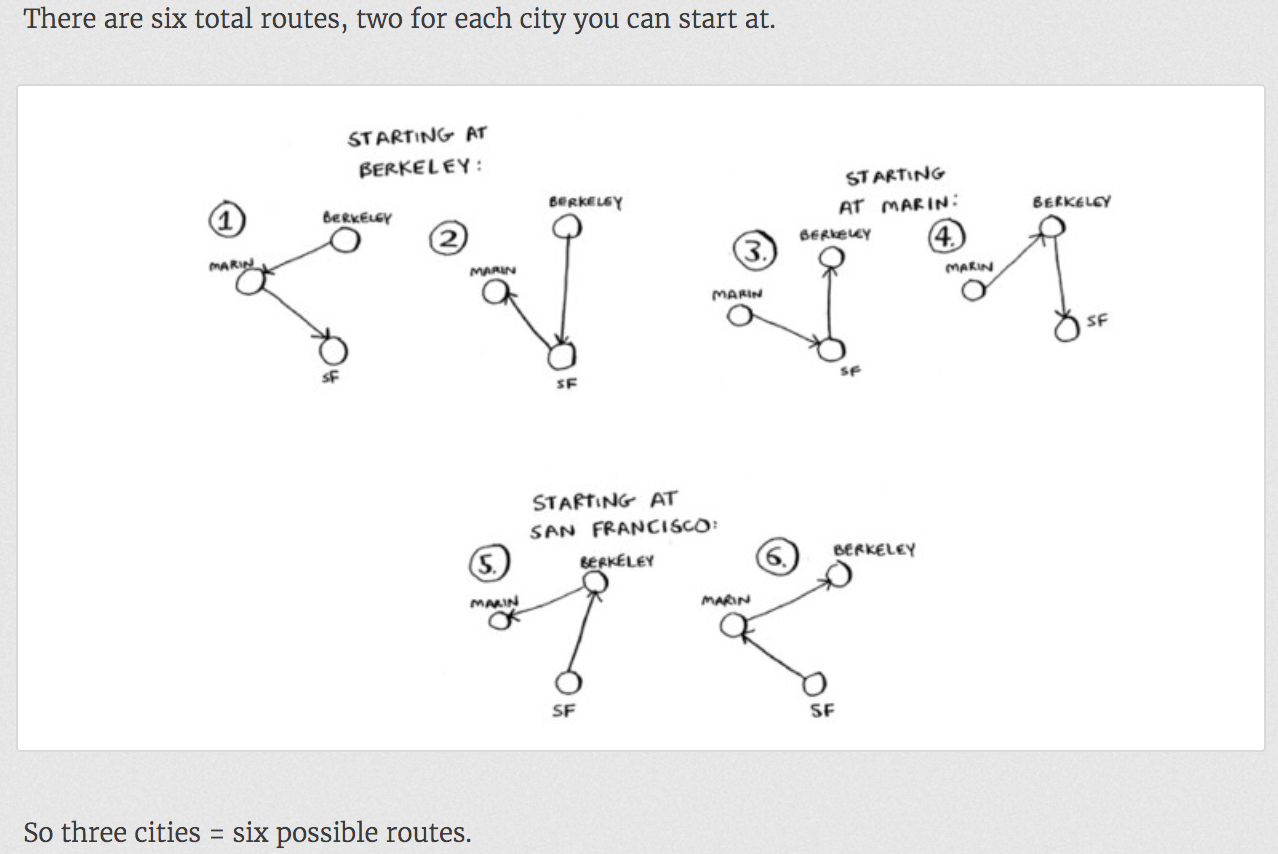 There are six total routes, two for each city you can start at.
STARTING AT
BERKELEY:
1
BERKELEY
MARIN
SF
2
BERKELEY
MARIN
SF
STARTING
AT MARIN:
3.
BERKELEY
MARIN
SF
4.
BERKELEY
MARIN
SF
STARTING AT
SAN FRANCISCO:
5.
BERKELEY
MARIN
SF
6.
BERKELEY
MARIN
SF
So three cities = six possible routes.